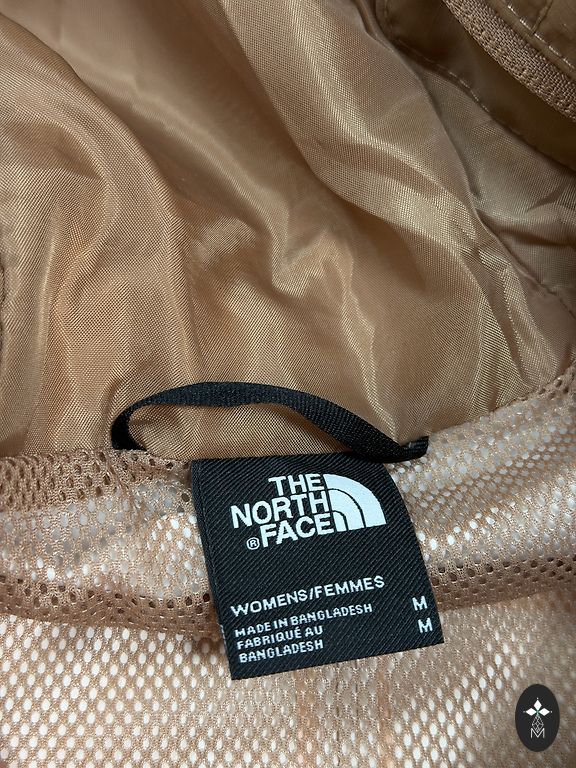 THE
NORTH
®FACE
WOMENS/FEMMES
MADE IN BANGLADESH M
FABRIQUÉ AU M
BANGLADESH